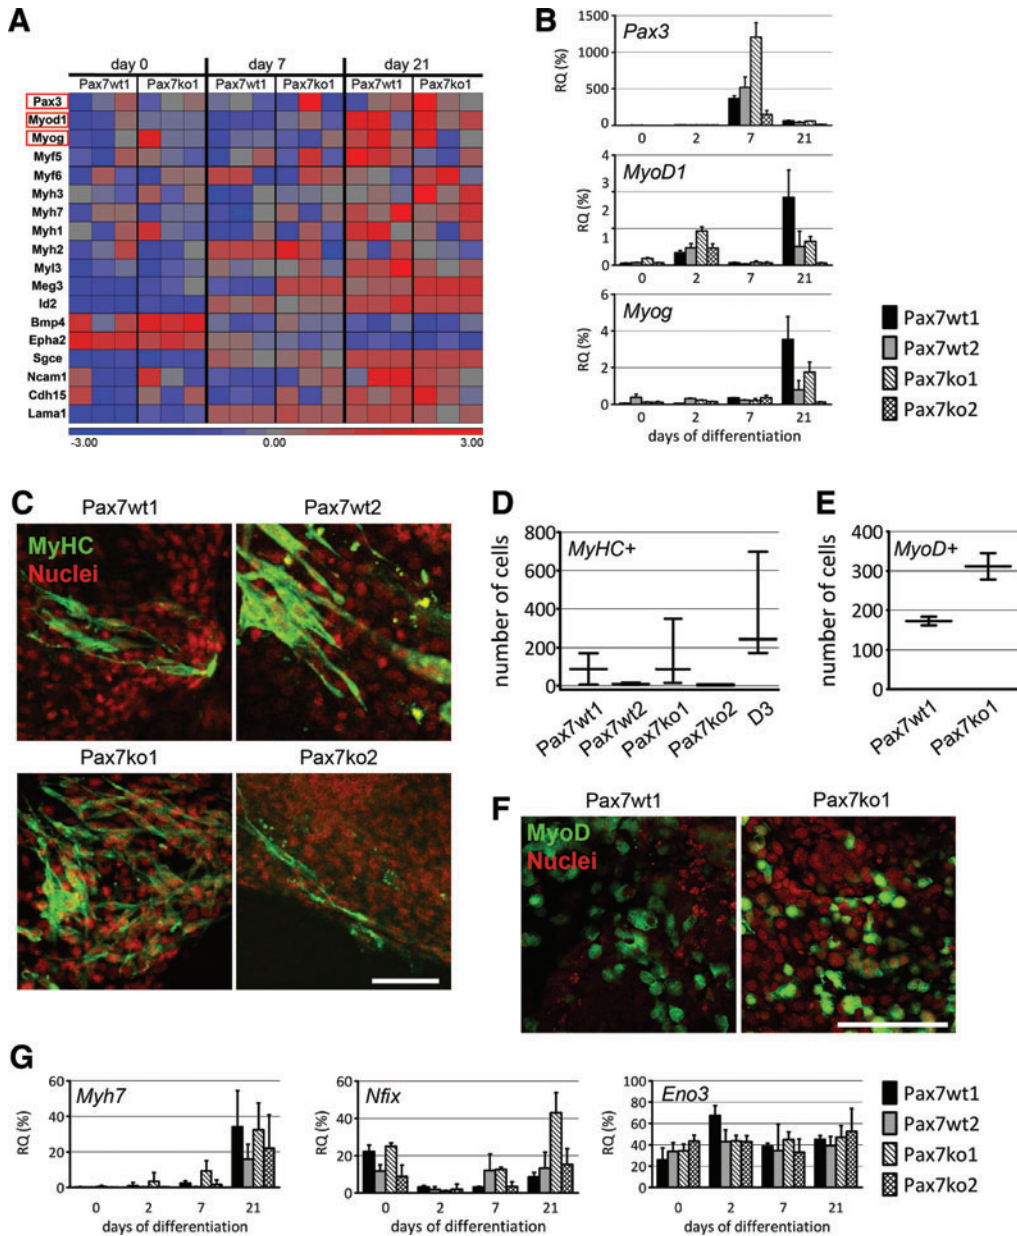 A
day 0 day 7 day 21
Pax7wt1 Pax7ko1 Pax7wt1 Pax7ko1 Pax7wt1 Pax7ko1
Pax3
Myod1
Myog
Myf5
Myf6
Myh3
Myh7
Myh1
Myh2
Myl3
Meg3
Id2
Bmp4
Epha2
Sgce
Ncam1
Cdh15
Lama1
-3.00 0.00 3.00
B
Pax3
RQ (%)
1500
1000
500
0
0 2 7 21
MyoD1
RQ (%)
4
2
1
0
0 2 7 21
Myog
RQ (%)
6
4
2
0
0 2 7 21
days of differentiation
Pax7wt1
Pax7wt2
Pax7ko1
Pax7ko2
C
Pax7wt1 Pax7wt2
MyHC
Nuclei
Pax7ko1 Pax7ko2
D
MyHC+
number of cells
800
600
400
200
0
Pax7wt1 Pax7wt2 Pax7ko1 Pax7ko2 D3
E
MyoD+
number of cells
400
300
200
100
0
Pax7wt1 Pax7ko1
F
Pax7wt1 Pax7ko1
MyoD
Nuclei
G
Myh7
RQ (%)
60
40
20
0
0 2 7 21
days of differentiation
Nfix
RQ (%)
60
40
20
0
0 2 7 21
days of differentiation
Eno3
RQ (%)
100
80
60
40
20
0
0 2 7 21
days of differentiation
Pax7wt1
Pax7wt2
Pax7ko1
Pax7ko2